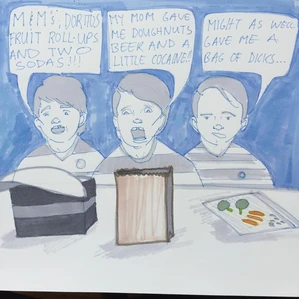 M&M's', DORITOS
FRUIT ROLL-UPS
AND TWO
SODAS!!!
MY MOM GAVE
ME DOUGHNUTS
BEER AND A
LITTLE COCAINE!!
MIGHT AS WELL
GAVE ME A
BAG OF DICKS...